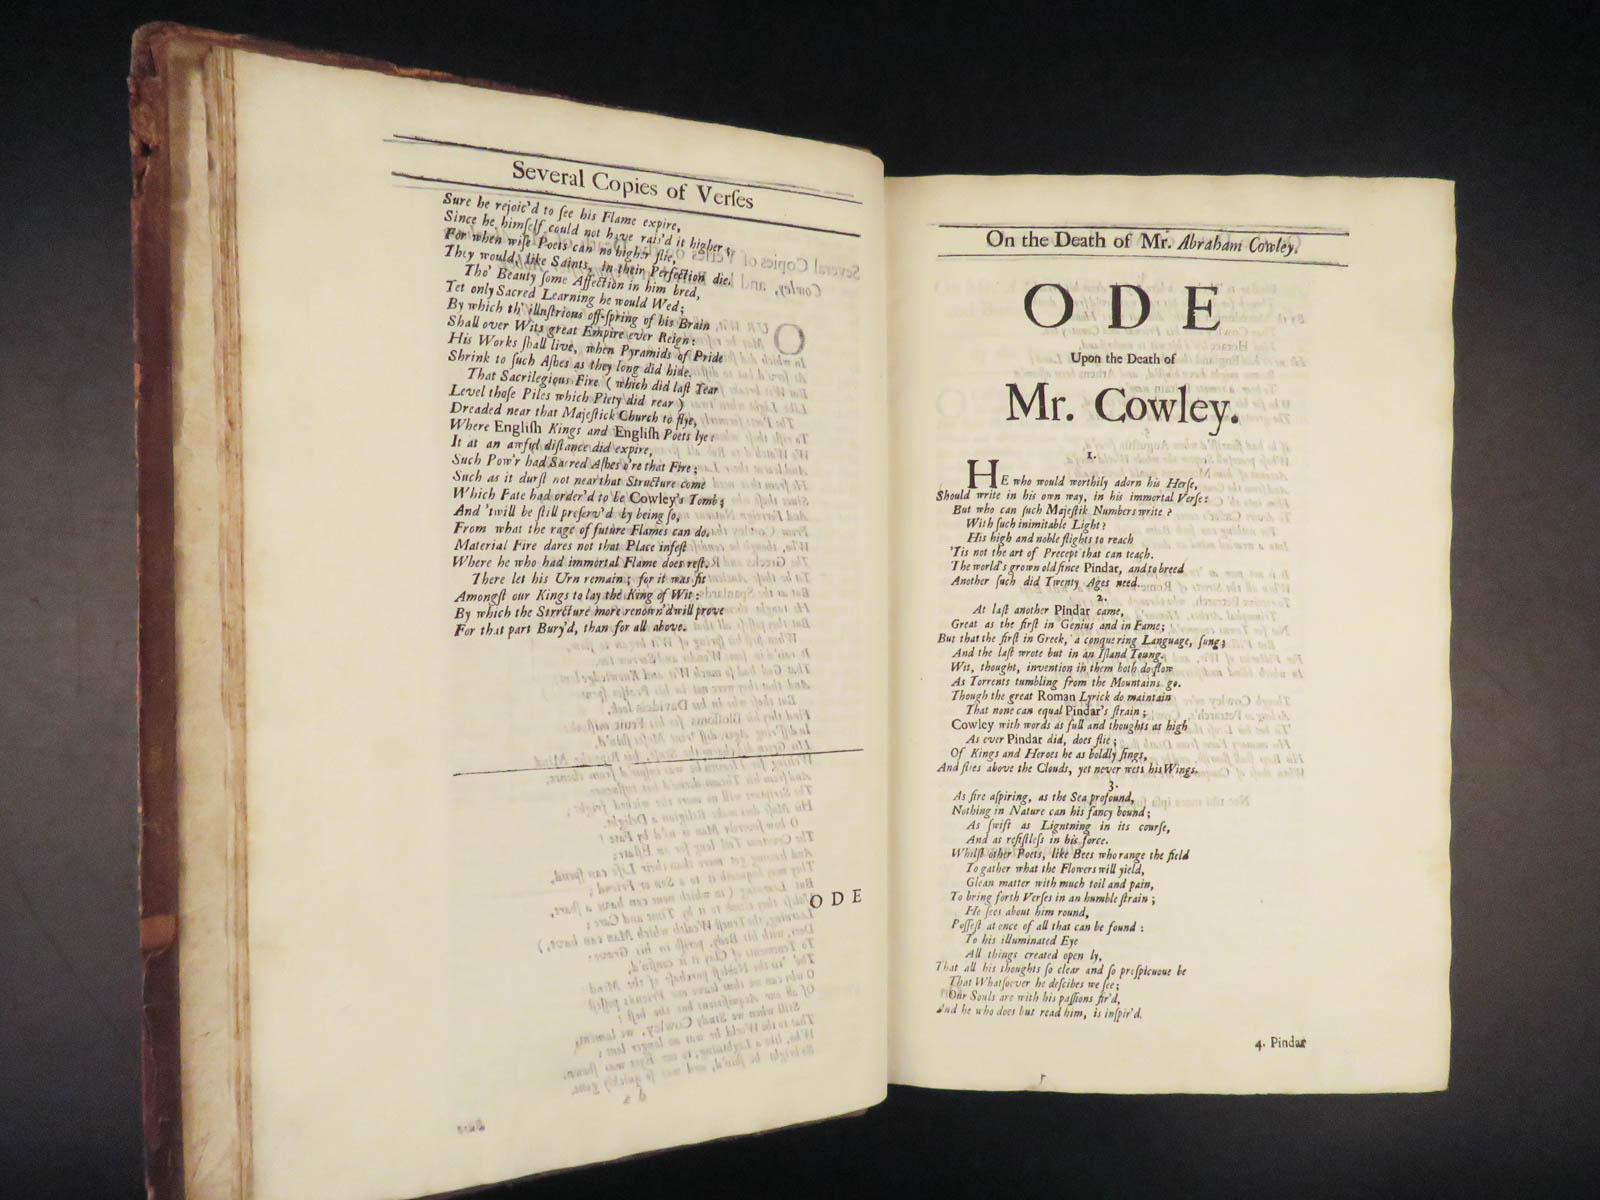 Several Copies of Verſes
Sure he rejoic'd to ſee his Flame expire,
Since he himſelf could not have rais'd it higher;
For when wiſe Poets can no higher flie,
They would, like Saints, in their Perfection die.
Tho' Beauty ſome Affection in him bred,
Yet only Sacred Learning he would Wed;
By which th' illuſtrious off-ſpring of his Brain
Shall over Wits great Empire ever Reign:
His Works ſhall live, when Pyramids of Pride
Shrink to ſuch Aſhes as they long did hide.
That Sacrilegious Fire ( which did laſt Year
Level thoſe Piles which Piety did rear )
Dreaded near that Majeſtick Church to flye,
Where Engliſh Kings and Engliſh Poets lye:
It at an awful diſtance did expire,
Such Pow'r had Sacred Aſhes o're that Fire;
Such as it durſt not near that Structure come
Which Fate had order'd to be Cowley's Tomb;
And 'twill be ſtill preſerv'd by being ſo,
From what the rage of future Flames can do.
Material Fire dares not that Place infeſt
Where he who had immortal Flame does reſt.
There let his Urn remain; for it was fit
Amongſt our Kings to lay the King of Wit:
By which the Strrcture more renown'd will prove
For that part Bury'd, than for all above.
ODE
On the Death of Mr. Abraham Cowley.
ODE
Upon the Death of
Mr. Cowley.
1.
HE who would worthily adorn his Herſe,
Should write in his own way, in his immortal Verſe:
But who can ſuch Majeſtik Numbers write?
With ſuch inimitable Light?
His high and noble flights to reach
'Tis not the art of Precept that can teach.
The world's grown old ſince Pindar, and to breed
Another ſuch did Twenty Ages need.
2.
At laſt another Pindar came,
Great as the firſt in Genius and in Fame;
But that the firſt in Greek, a conquering Language, ſung;
And the laſt wrote but in an Iſland Toung.
Wit, thought, invention in them both do flow
As Torrents tumbling from the Mountains go.
Though the great Roman Lyrick do maintain
That none can equal Pindar's ſtrain;
Cowley with words as full and thoughts as high
As ever Pindar did, does flie;
Of Kings and Heroes he as boldly ſings,
And flies above the Clouds, yet never wets his Wings.
3.
As fire aſpiring, as the Sea profound,
Nothing in Nature can his fancy bound;
As ſwift as Ligntning in its courſe,
And as reſiſtleſs in his force.
Whilſt other Poets, like Bees who range the field
To gather what the Flowers will yield,
Glean matter with much toil and pain,
To bring forth Verſes in an humble ſtrain;
He ſees about him round,
Poſſeſt at once of all that can be found:
To his illuminated Eye
All things created open ly,
That all his thoughts ſo clear and ſo preſpicuoue be
That Whatſoever he deſcibes we ſee;
Our Souls are with his paſſions fir'd,
And he who does but read him, is inſpir'd.
4. Pindar